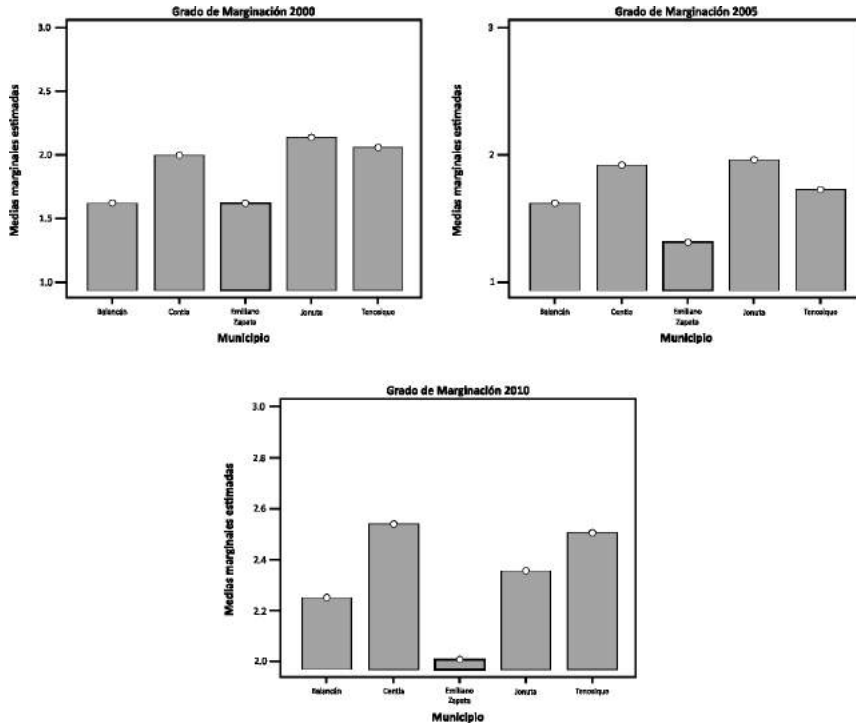 Grado de Marginación 2000
3.0
2.5
2.0
1.5
1.0
Medias marginales estimadas
Balancán
Centla
Emiliano
Zapata
Jonuta
Tenosique
Municipio
Grado de Marginación 2005
3
2
1
Medias marginales estimadas
Balancán
Centla
Emiliano
Zapata
Jonuta
Tenosique
Municipio
Grado de Marginación 2010
3.0
2.8
2.6
2.4
2.2
2.0
Medias marginales estimadas
Balancán
Centla
Emiliano
Zapata
Jonuta
Tenosique
Municipio